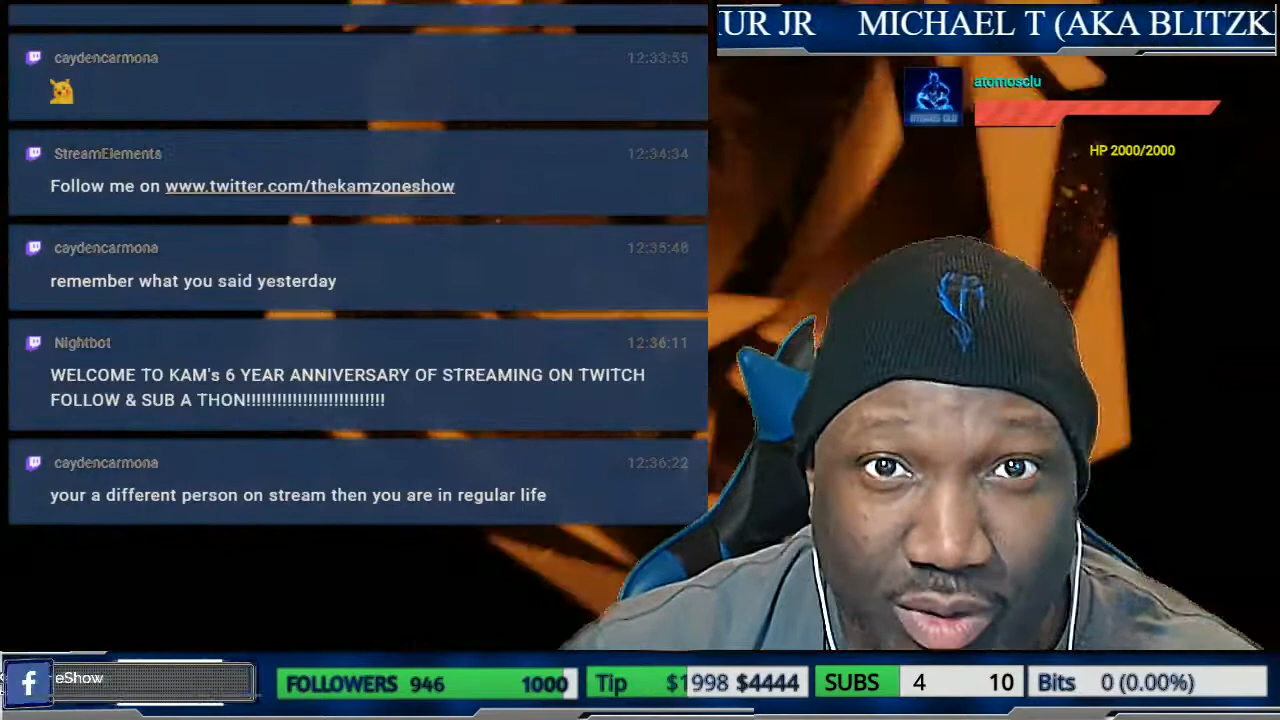 UR JR MICHAEL T (AKA BLITZK
caydencarmona 12:33:55
StreamElements 12:34:34
Follow me on www.twitter.com/thekamzoneshow
caydencarmona 12:35:48
remember what you said yesterday
Nightbot 12:36:11
WELCOME TO KAM's 6 YEAR ANNIVERSARY OF STREAMING ON TWITCH
FOLLOW & SUB A THON!!!!!!!!!!!!!!!!!!!!!!!!!!!
caydencarmona 12:36:22
your a different person on stream then you are in regular life
atomosclu
HP 2000/2000
eShow
FOLLOWERS 946 1000
Tip $1998 $4444
SUBS 4 10
Bits 0 (0.00%)